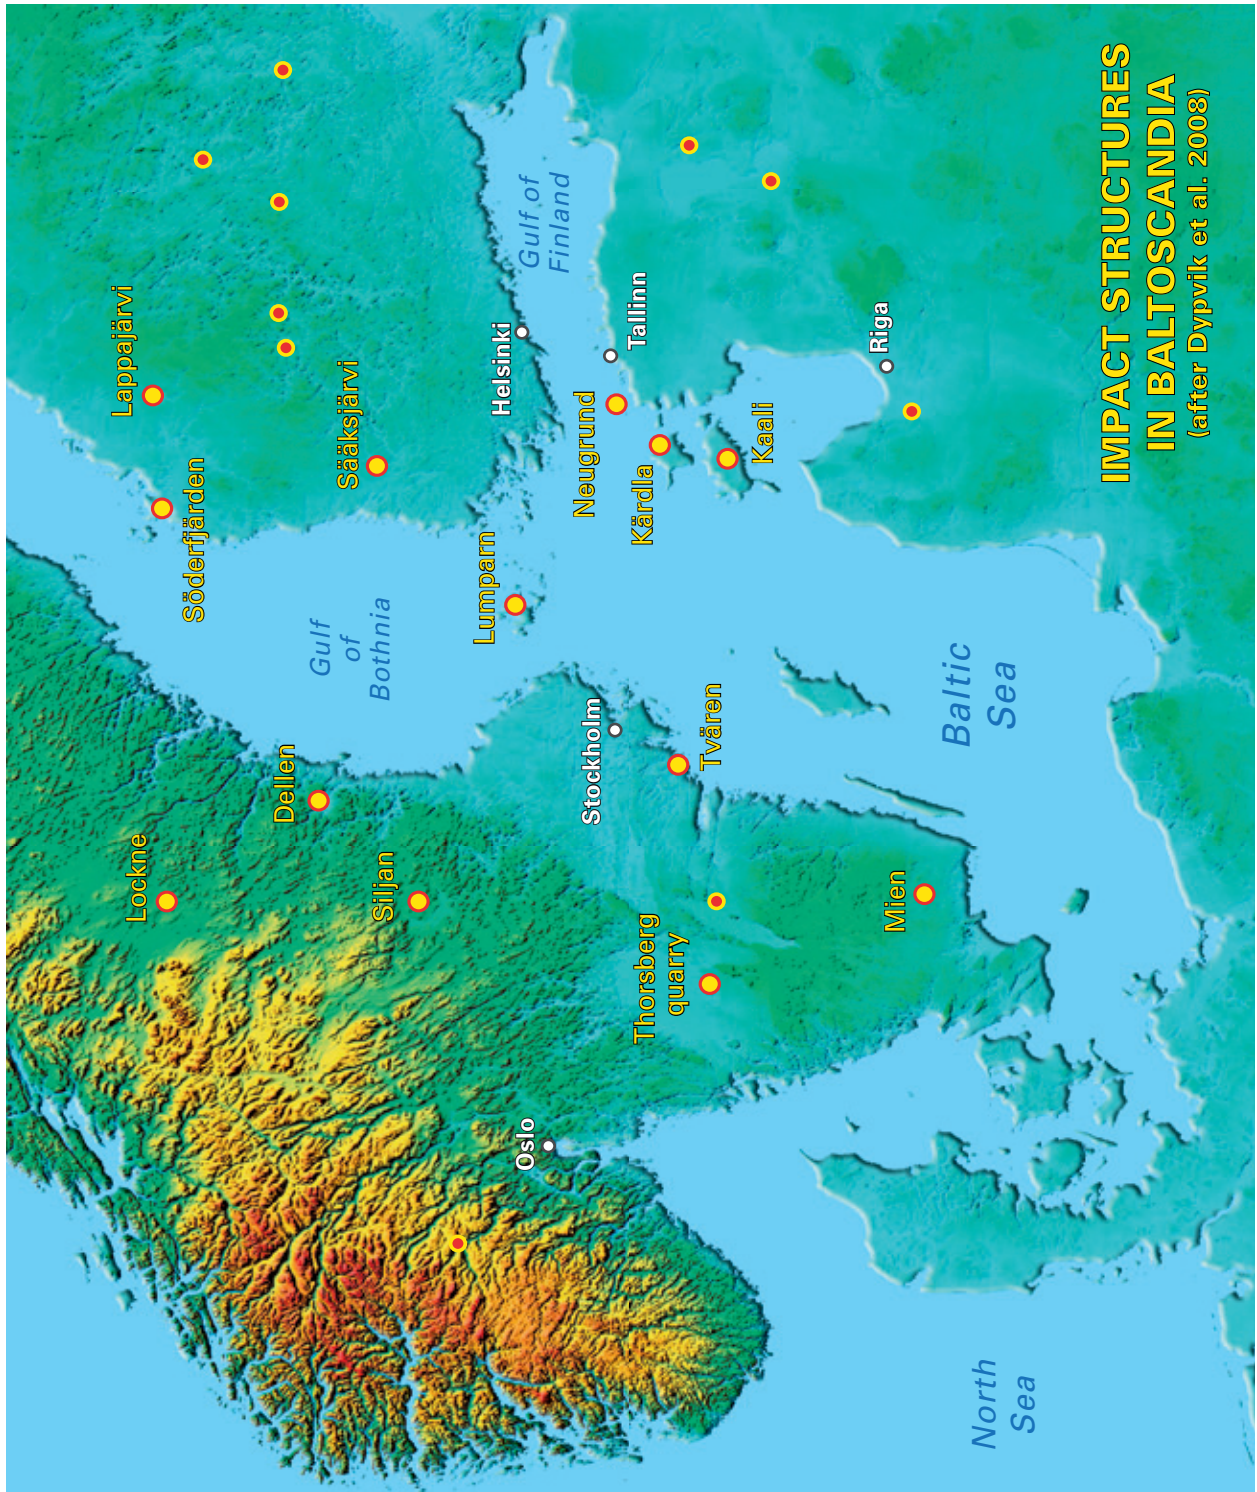 Lappajärvi
Lockne
Söderfjärden
Dellen
Gulf
of
Bothnia
Sääksjärvi
Siljan
Lumparn
Helsinki
Oslo
Gulf of
Finland
Neugrund
Stockholm
Tallinn
Kärdla
Thorsberg
quarry
Tvären
Kaali
Riga
Mien
Baltic
Sea
North
Sea
IMPACT STRUCTURES
IN BALTOSCANDIA
(after Dypvik et al. 2008)